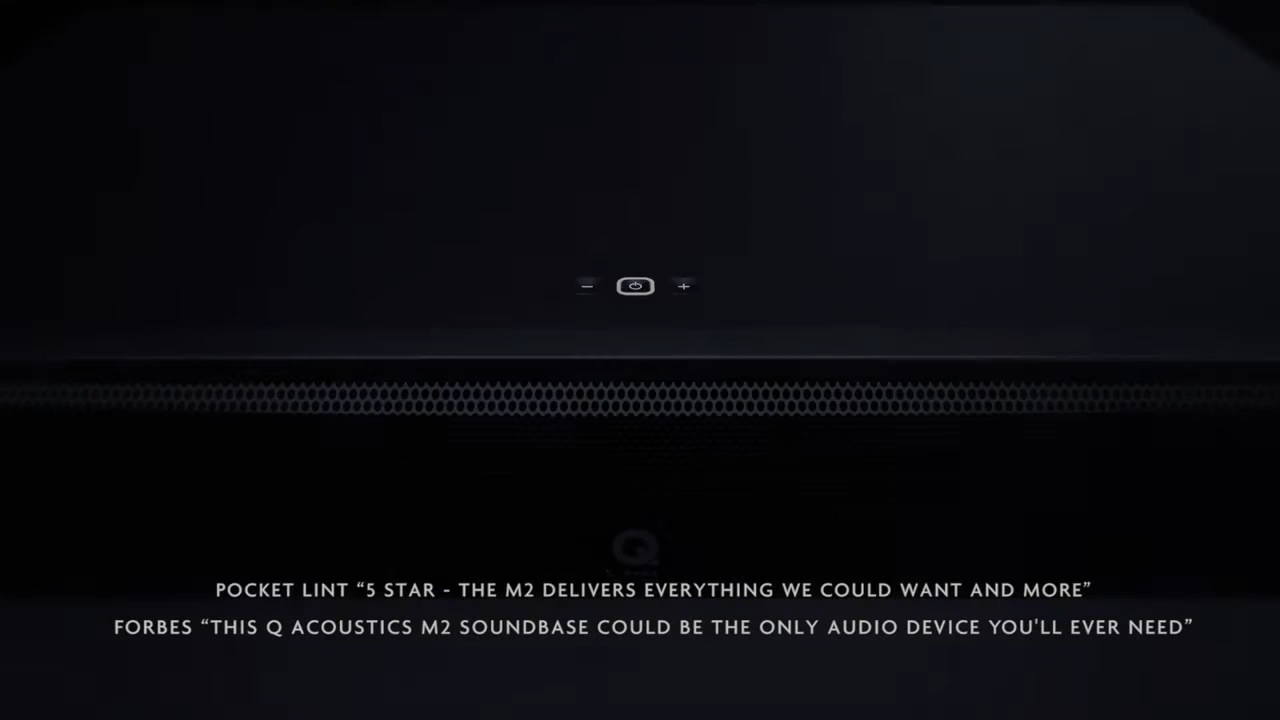 Q
POCKET LINT “5 STAR - THE M2 DELIVERS EVERYTHING WE COULD WANT AND MORE”
FORBES “THIS Q ACOUSTICS M2 SOUNDBASE COULD BE THE ONLY AUDIO DEVICE YOU'LL EVER NEED”